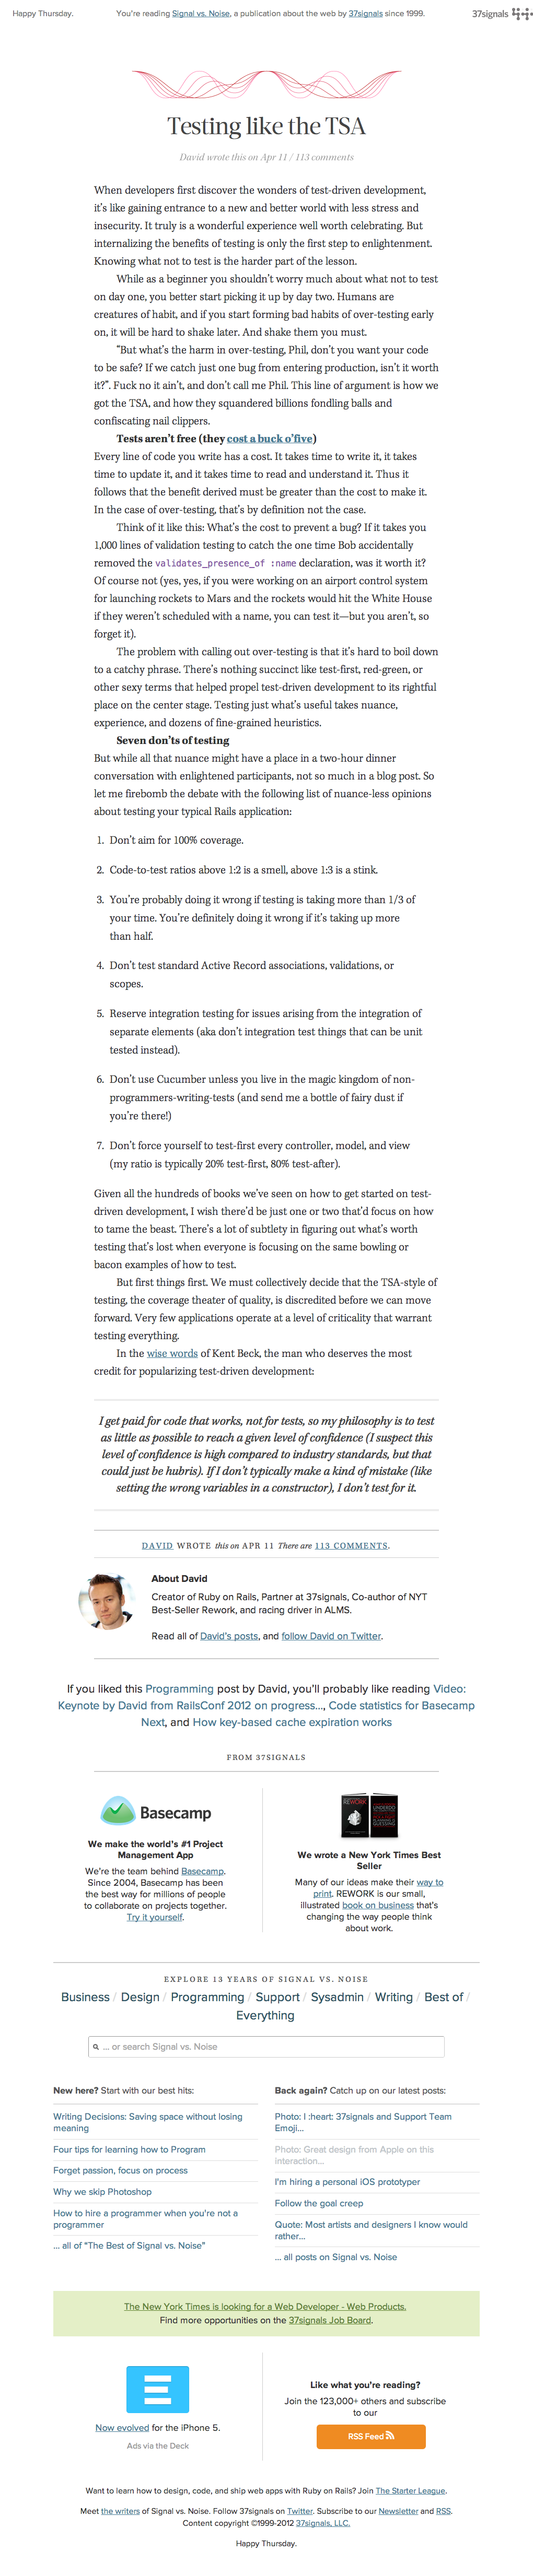 Happy Thursday.
You're reading Signal vs. Noise, a publication about the web by 37signals since 1999.
37signals
Testing like the TSA
David wrote this on Apr 11 / 113 comments
When developers first discover the wonders of test-driven development,
it's like gaining entrance to a new and better world with less stress and
insecurity. It truly is a wonderful experience well worth celebrating. But
internalizing the benefits of testing is only the first step to enlightenment.
Knowing what not to test is the harder part of the lesson.
While as a beginner you shouldn't worry much about what not to test
on day one, you better start picking it up by day two. Humans are
creatures of habit, and if you start forming bad habits of over-testing early
on, it will be hard to shake later. And shake them you must.
“But what's the harm in over-testing, Phil, don't you want your code
to be safe? If we catch just one bug from entering production, isn't it worth
it?”. Fuck no it ain't, and don't call me Phil. This line of argument is how we
got the TSA, and how they squandered billions fondling balls and
confiscating nail clippers.
Tests aren't free (they cost a buck o'five)
Every line of code you write has a cost. It takes time to write it, it takes
time to update it, and it takes time to read and understand it. Thus it
follows that the benefit derived must be greater than the cost to make it.
In the case of over-testing, that's by definition not the case.
Think of it like this: What's the cost to prevent a bug? If it takes you
1,000 lines of validation testing to catch the one time Bob accidentally
removed the validates_presence_of :name declaration, was it worth it?
Of course not (yes, yes, if you were working on an airport control system
for launching rockets to Mars and the rockets would hit the White House
if they weren't scheduled with a name, you can test it—but you aren't, so
forget it).
The problem with calling out over-testing is that it's hard to boil down
to a catchy phrase. There's nothing succinct like test-first, red-green, or
other sexy terms that helped propel test-driven development to its rightful
place on the center stage. Testing just what's useful takes nuance,
experience, and dozens of fine-grained heuristics.
Seven don'ts of testing
But while all that nuance might have a place in a two-hour dinner
conversation with enlightened participants, not so much in a blog post. So
let me firebomb the debate with the following list of nuance-less opinions
about testing your typical Rails application:
1. Don't aim for 100% coverage.
2. Code-to-test ratios above 1:2 is a smell, above 1:3 is a stink.
3. You're probably doing it wrong if testing is taking more than 1/3 of
your time. You're definitely doing it wrong if it's taking up more
than half.
4. Don't test standard Active Record associations, validations, or
scopes.
5. Reserve integration testing for issues arising from the integration of
separate elements (aka don't integration test things that can be unit
tested instead).
6. Don't use Cucumber unless you live in the magic kingdom of non-
programmers-writing-tests (and send me a bottle of fairy dust if
you're there!)
7. Don't force yourself to test-first every controller, model, and view
(my ratio is typically 20% test-first, 80% test-after).
Given all the hundreds of books we've seen on how to get started on test-
driven development, I wish there'd be just one or two that'd focus on how
to tame the beast. There's a lot of subtlety in figuring out what's worth
testing that's lost when everyone is focusing on the same bowling or
bacon examples of how to test.
But first things first. We must collectively decide that the TSA-style of
testing, the coverage theater of quality, is discredited before we can move
forward. Very few applications operate at a level of criticality that warrant
testing everything.
In the wise words of Kent Beck, the man who deserves the most
credit for popularizing test-driven development:
I get paid for code that works, not for tests, so my philosophy is to test
as little as possible to reach a given level of confidence (I suspect this
level of confidence is high compared to industry standards, but that
could just be hubris). If I don't typically make a kind of mistake (like
setting the wrong variables in a constructor), I don't test for it.
DAVID WROTE this on APR 11 There are 113 COMMENTS.
About David
Creator of Ruby on Rails, Partner at 37signals, Co-author of NYT
Best-Seller Rework, and racing driver in ALMS.
Read all of David's posts, and follow David on Twitter.
If you liked this Programming post by David, you'll probably like reading Video:
Keynote by David from RailsConf 2012 on progress..., Code statistics for Basecamp
Next, and How key-based cache expiration works
FROM 37SIGNALS
Basecamp
We make the world's #1 Project
Management App
We're the team behind Basecamp.
Since 2004, Basecamp has been
the best way for millions of people
to collaborate on projects together.
Try it yourself.
REWORK
We wrote a New York Times Best
Seller
Many of our ideas make their way to
print. REWORK is our small,
illustrated book on business that's
changing the way people think
about work.
EXPLORE 13 YEARS OF SIGNAL VS. NOISE
Business / Design / Programming / Support / Sysadmin / Writing / Best of /
Everything
... or search Signal vs. Noise
New here? Start with our best hits:
Writing Decisions: Saving space without losing
meaning
Four tips for learning how to Program
Forget passion, focus on process
Why we skip Photoshop
How to hire a programmer when you're not a
programmer
... all of "The Best of Signal vs. Noise"
Back again? Catch up on our latest posts:
Photo: I :heart: 37signals and Support Team
Emoji...
Photo: Great design from Apple on this
interaction...
I'm hiring a personal iOS prototyper
Follow the goal creep
Quote: Most artists and designers I know would
rather...
... all posts on Signal vs. Noise
The New York Times is looking for a Web Developer - Web Products.
Find more opportunities on the 37signals Job Board.
Now evolved for the iPhone 5.
Ads via the Deck
Like what you're reading?
Join the 123,000+ others and subscribe
to our
RSS Feed
Want to learn how to design, code, and ship web apps with Ruby on Rails? Join The Starter League.
Meet the writers of Signal vs. Noise. Follow 37signals on Twitter. Subscribe to our Newsletter and RSS.
Content copyright ©1999-2012 37signals, LLC.
Happy Thursday.